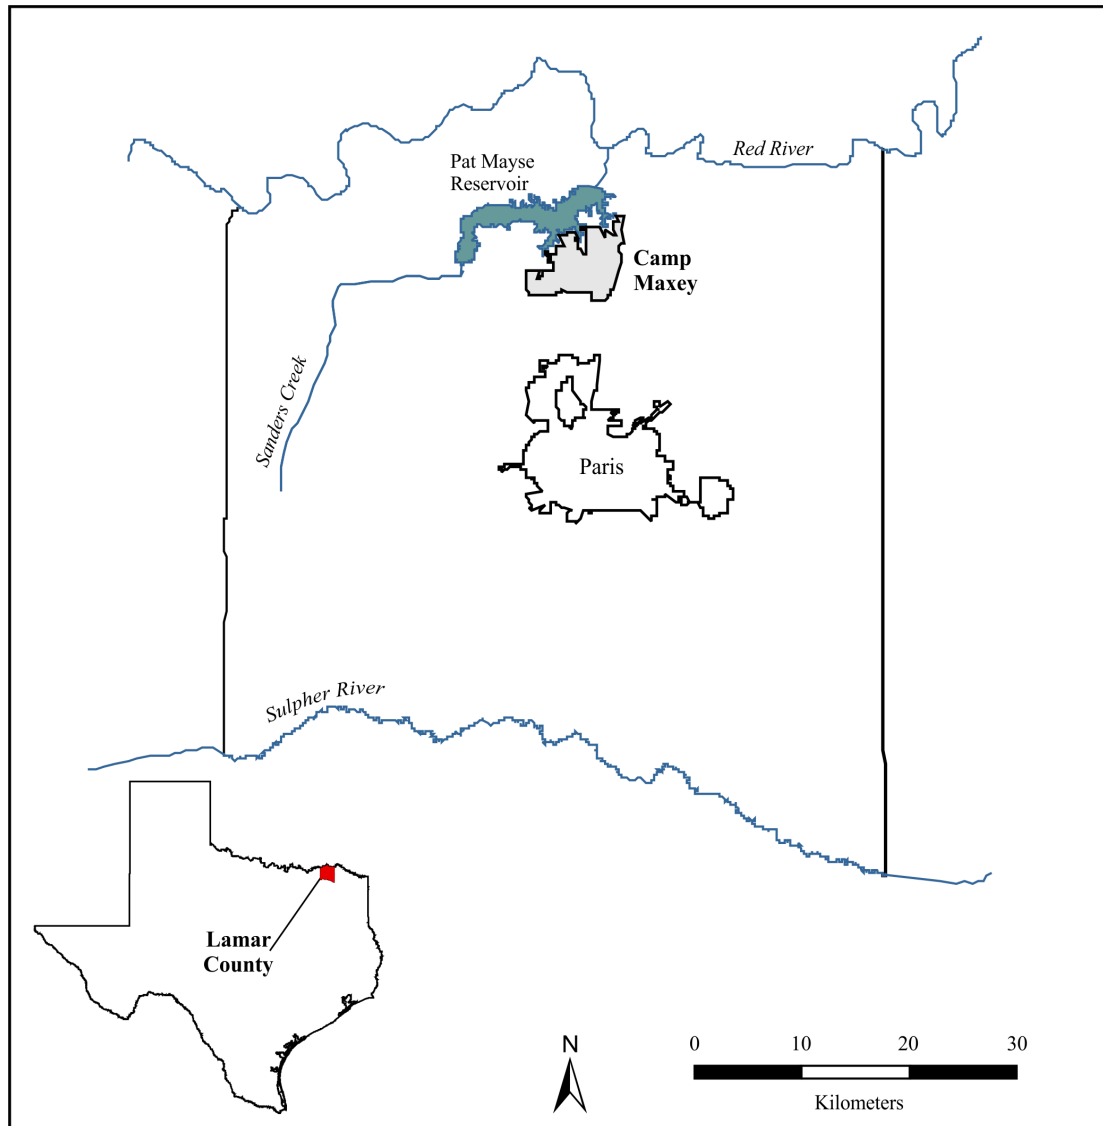 Red River
Pat Mayse
Reservoir
Camp
Maxey
Sanders Creek
Paris
Sulpher River
Lamar
County
N
0 10 20 30
Kilometers